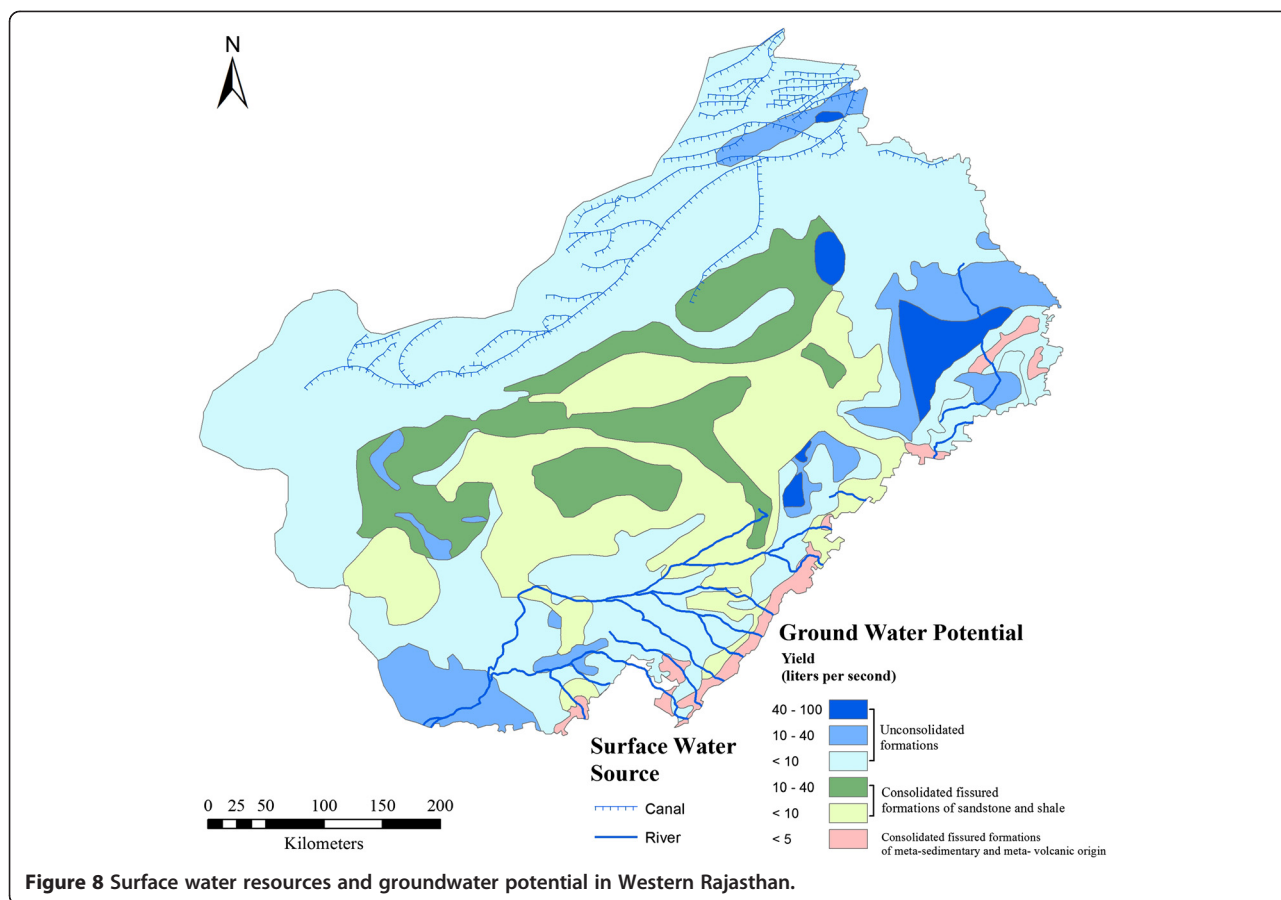 N
Ground Water Potential
Yield
(liters per second)
40 - 100
10 - 40
Unconsolidated
formations
< 10
10 - 40
Consolidated fissured
formations of sandstone and shale
< 10
< 5
Consolidated fissured formations
of meta-sedimentary and meta- volcanic origin
Surface Water
Source
Canal
River
0 25 50 100 150 200
Kilometers
Figure 8 Surface water resources and groundwater potential in Western Rajasthan.